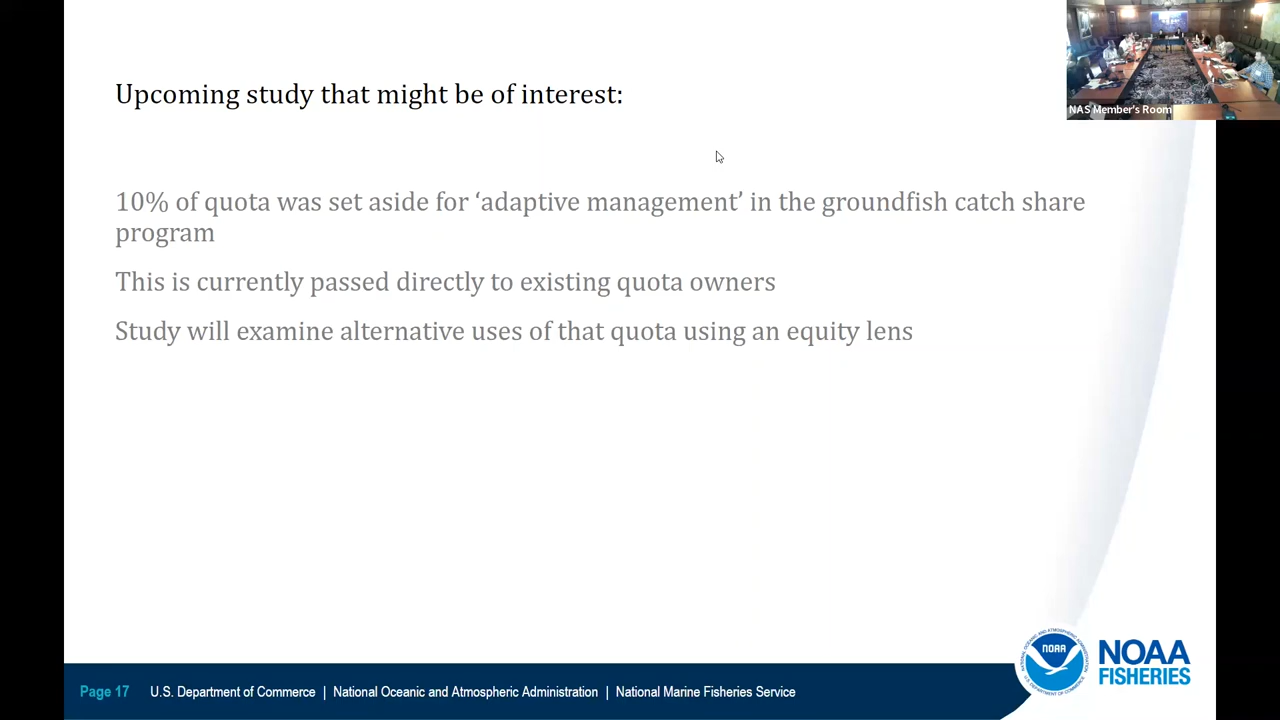 Upcoming study that might be of interest:
NAS Member's Room
10% of quota was set aside for ‘adaptive management’ in the groundfish catch share
program
This is currently passed directly to existing quota owners
Study will examine alternative uses of that quota using an equity lens
NOAA
NOAA
FISHERIES
Page 17 U.S. Department of Commerce | National Oceanic and Atmospheric Administration | National Marine Fisheries Service